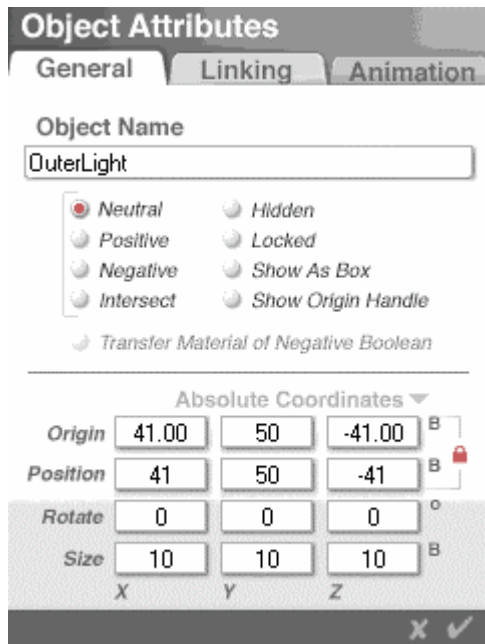 Object Attributes
General Linking Animation
Object Name
OuterLight
Neutral Hidden
Positive Locked
Negative Show As Box
Intersect Show Origin Handle
Transfer Material of Negative Boolean
Absolute Coordinates
Origin 41.00 50 -41.00 B
Position 41 50 -41 B
Rotate 0 0 0 o
Size 10 10 10 B
X Y Z